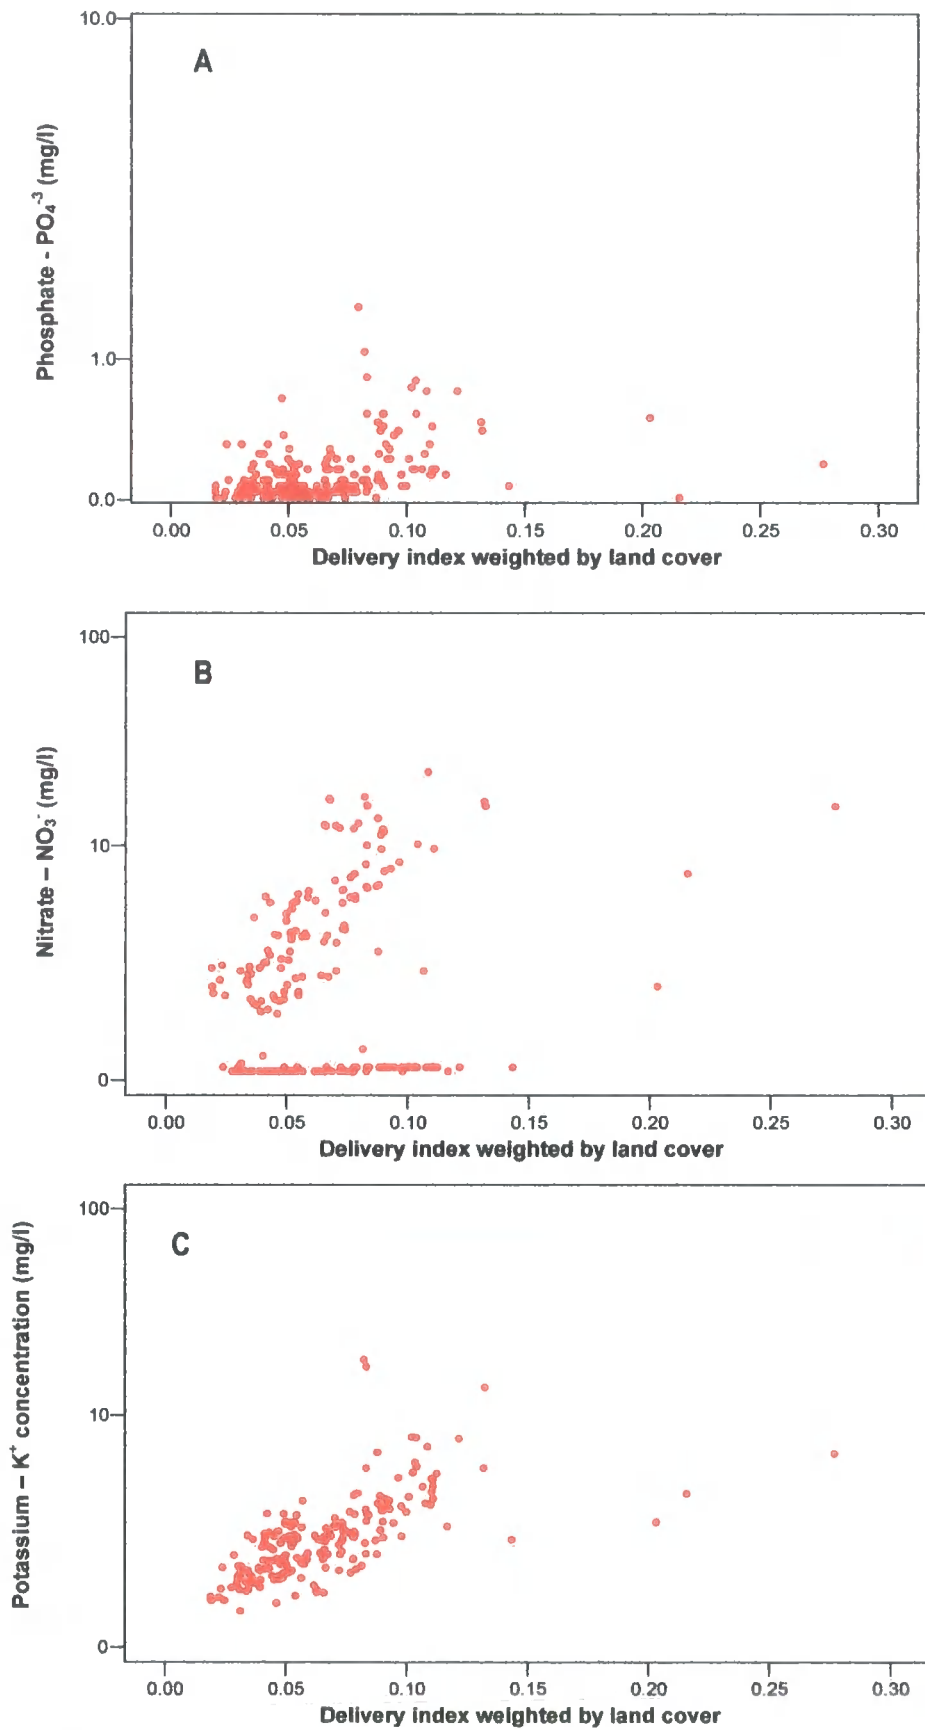 A
Phosphate - PO₄⁻³ (mg/l)
10.0
1.0
0.0
0.00 0.05 0.10 0.15 0.20 0.25 0.30
Delivery index weighted by land cover
B
Nitrate – NO₃⁻ (mg/l)
100
10
0
0.00 0.05 0.10 0.15 0.20 0.25 0.30
Delivery index weighted by land cover
C
Potassium – K⁺ concentration (mg/l)
100
10
0
0.00 0.05 0.10 0.15 0.20 0.25 0.30
Delivery index weighted by land cover